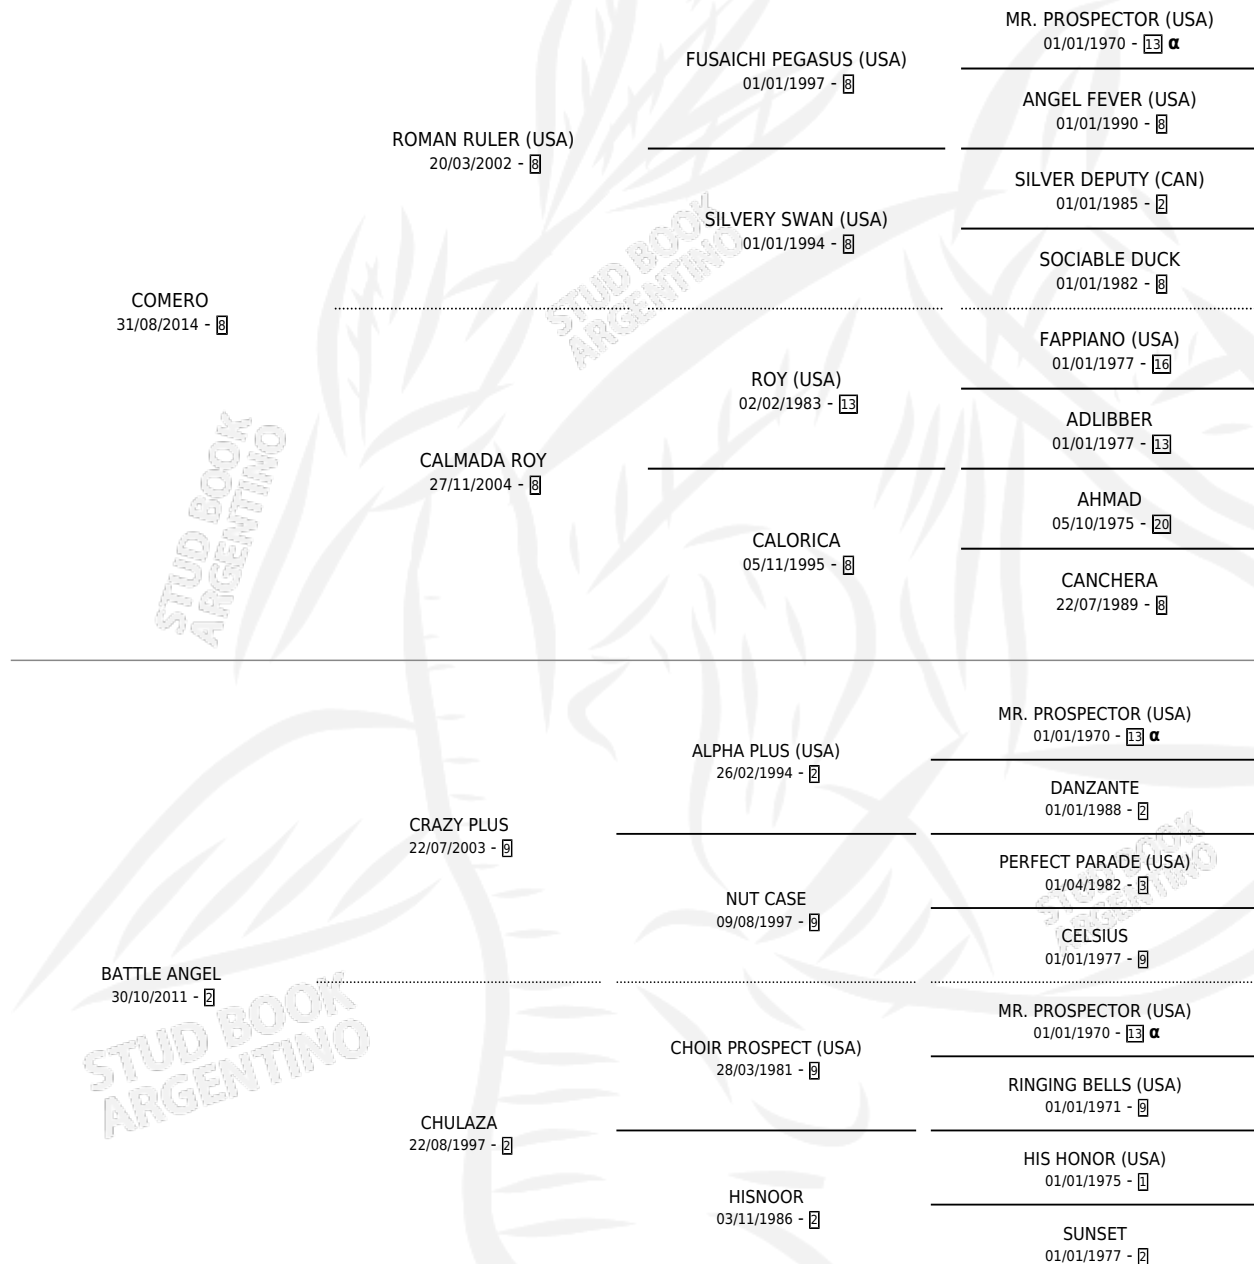 MR. PROSPECTOR (USA)
01/01/1970 - 13 α
FUSAICHI PEGASUS (USA)
01/01/1997 - 8
ANGEL FEVER (USA)
01/01/1990 - 8
ROMAN RULER (USA)
20/03/2002 - 8
SILVER DEPUTY (CAN)
01/01/1985 - 2
SILVERY SWAN (USA)
01/01/1994 - 8
SOCIABLE DUCK
01/01/1982 - 8
STUD BOOK
ARGENTINO
COMERO
31/08/2014 - 8
FAPPIANO (USA)
01/01/1977 - 16
ROY (USA)
02/02/1983 - 13
ADLIBBER
01/01/1977 - 13
CALMADA ROY
27/11/2004 - 8
AHMAD
05/10/1975 - 20
CALORICA
05/11/1995 - 8
CANCHERA
22/07/1989 - 8
STUD BOOK
ARGENTINO
MR. PROSPECTOR (USA)
01/01/1970 - 13 α
ALPHA PLUS (USA)
26/02/1994 - 2
DANZANTE
01/01/1988 - 2
CRAZY PLUS
22/07/2003 - 9
PERFECT PARADE (USA)
01/04/1982 - 3
STUD BOOK
ARGENTINO
NUT CASE
09/08/1997 - 9
CELSIUS
01/01/1977 - 9
BATTLE ANGEL
30/10/2011 - 2
STUD BOOK
ARGENTINO
MR. PROSPECTOR (USA)
01/01/1970 - 13 α
CHOIR PROSPECT (USA)
28/03/1981 - 9
RINGING BELLS (USA)
01/01/1971 - 9
CHULAZA
22/08/1997 - 2
HIS HONOR (USA)
01/01/1975 - 1
HISNOOR
03/11/1986 - 2
SUNSET
01/01/1977 - 2